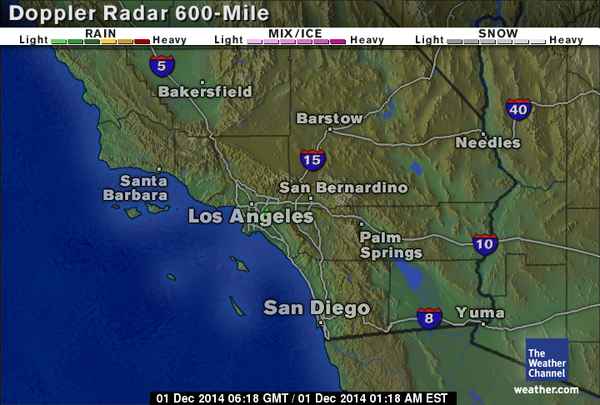 Doppler Radar 600-Mile
RAIN
Light
Heavy
MIX/ICE
Light
Heavy
SNOW
Light
Heavy
5
Bakersfield
Barstow
40
Needles
15
Santa
Barbara
San Bernardino
Los Angeles
Palm
Springs
10
San Diego
8
Yuma
The
Weather
Channel
weather.com
01 Dec 2014 06:18 GMT / 01 Dec 2014 01:18 AM EST